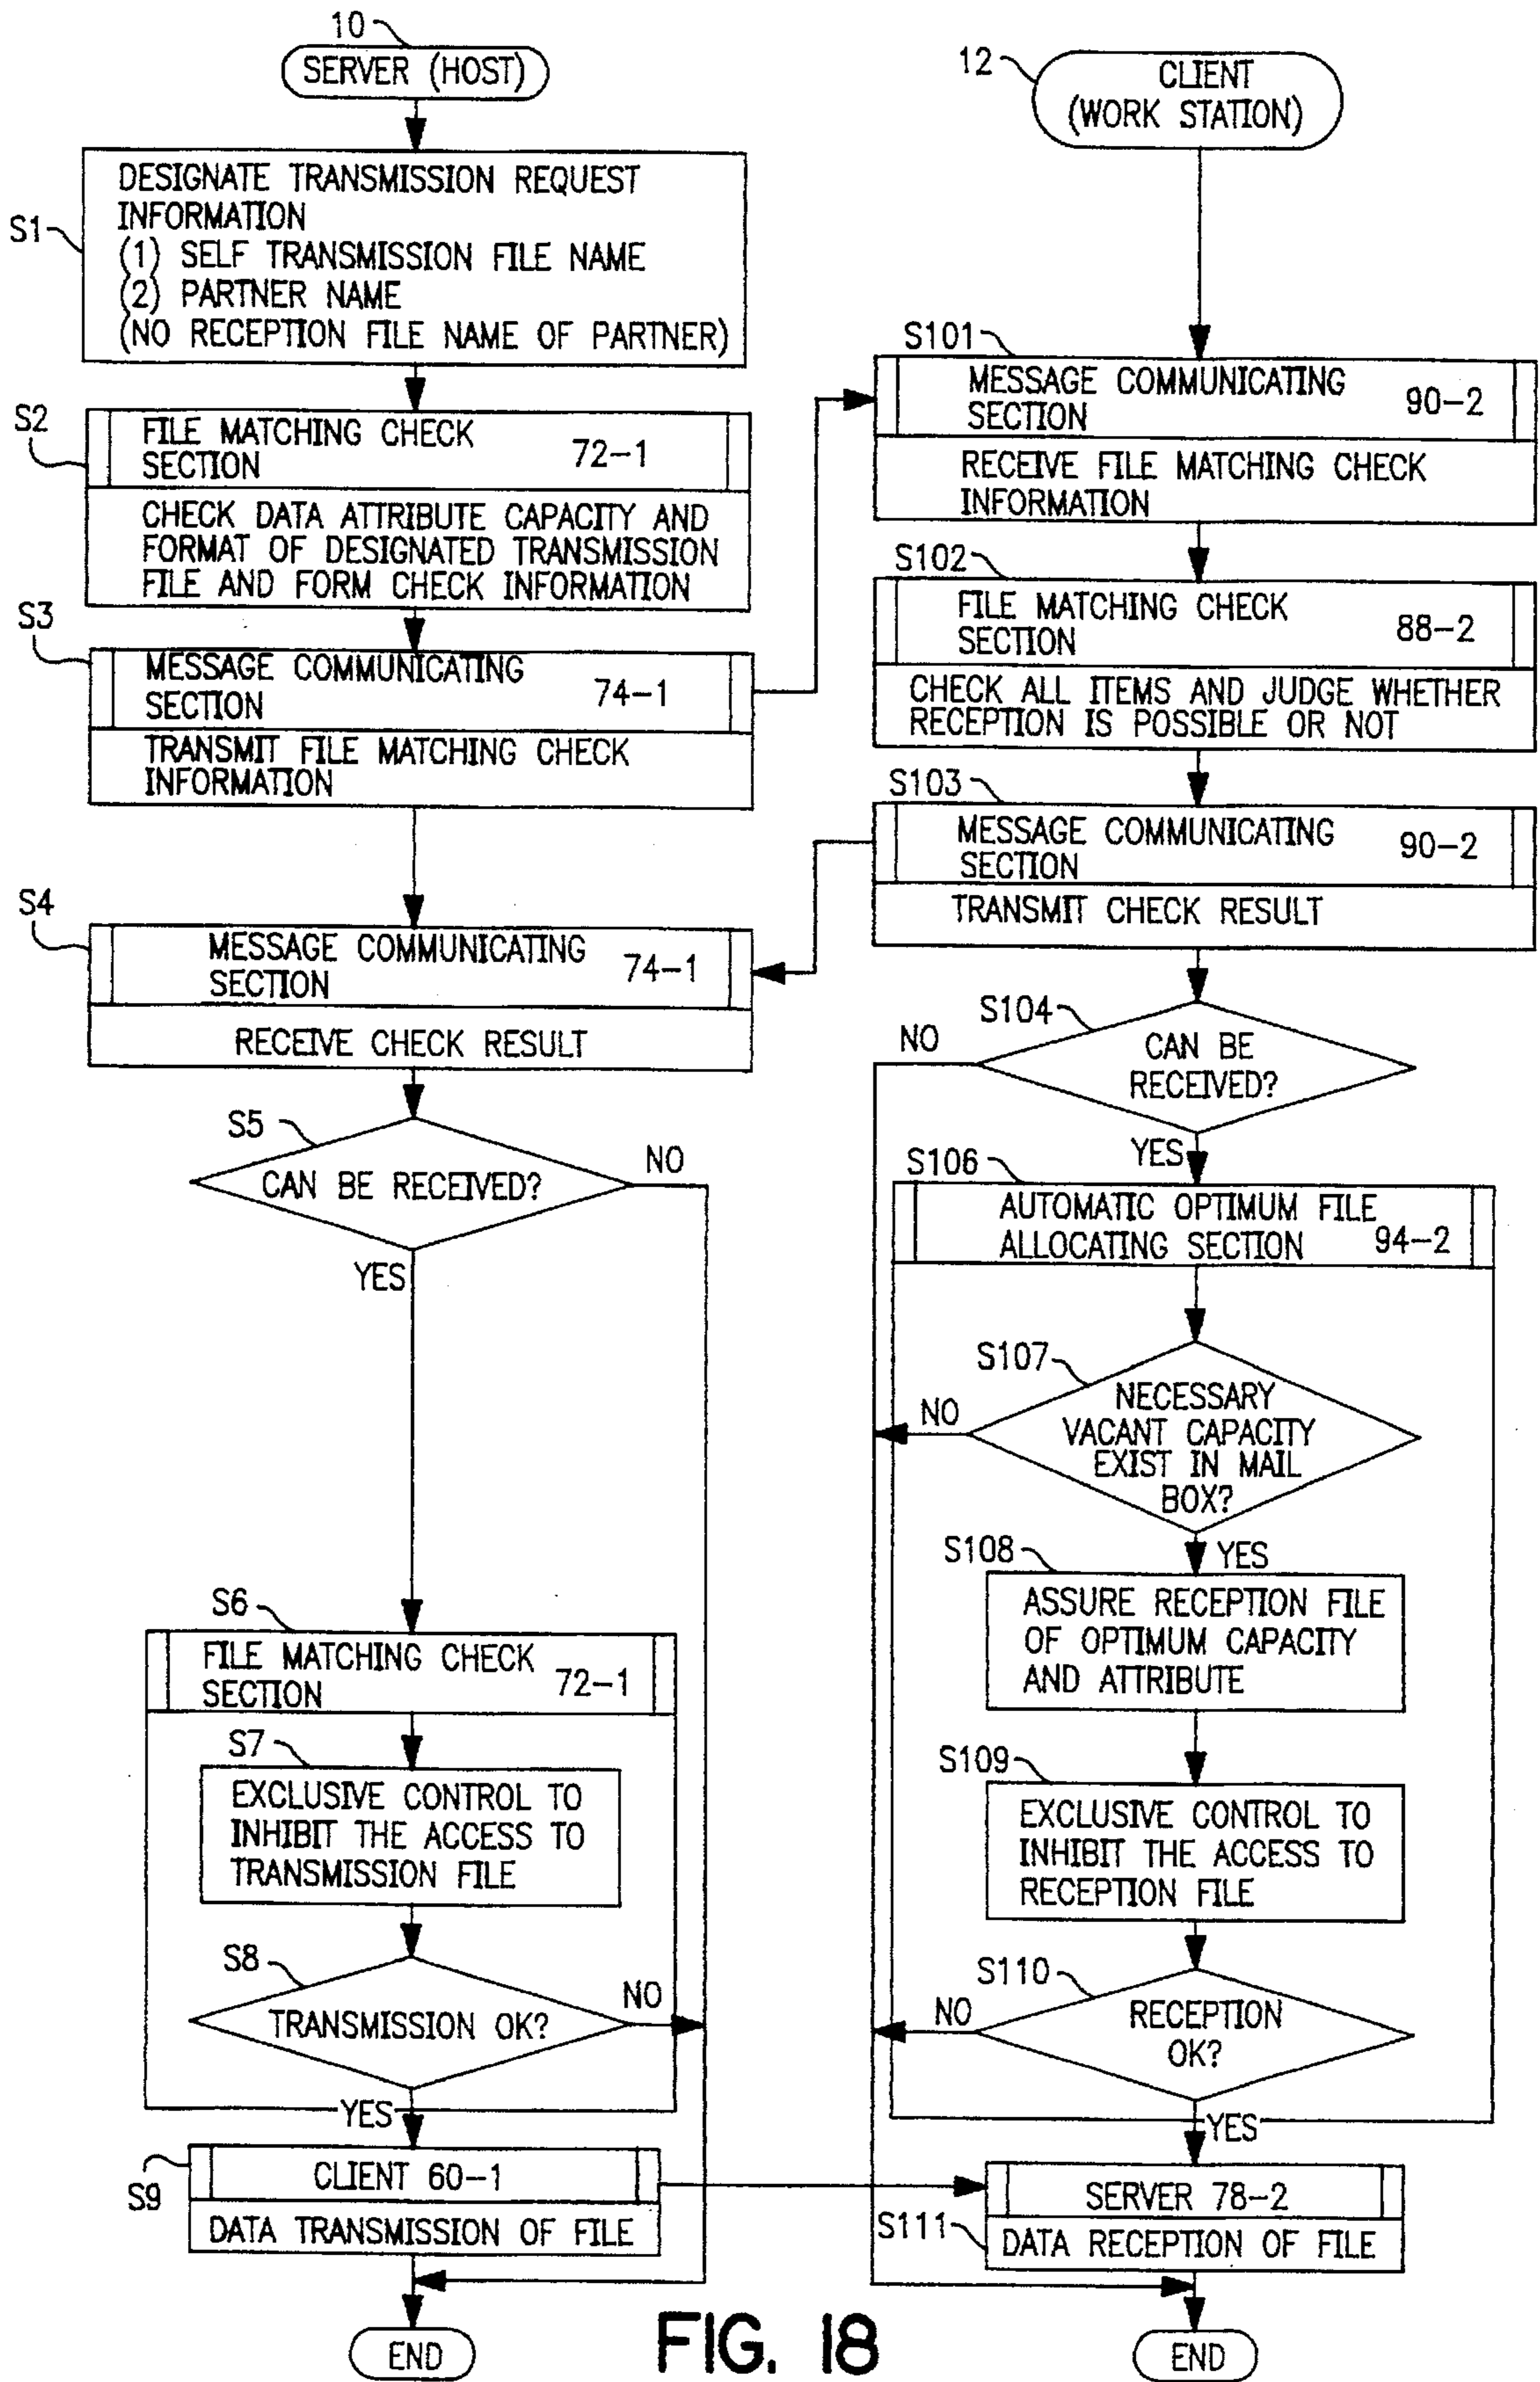 10
SERVER (HOST)
S1
DESIGNATE TRANSMISSION REQUEST
INFORMATION
(1) SELF TRANSMISSION FILE NAME
(2) PARTNER NAME
(NO RECEPTION FILE NAME OF PARTNER)
S2
FILE MATCHING CHECK
SECTION 72-1
CHECK DATA ATTRIBUTE CAPACITY AND
FORMAT OF DESIGNATED TRANSMISSION
FILE AND FORM CHECK INFORMATION
S3
MESSAGE COMMUNICATING
SECTION 74-1
TRANSMIT FILE MATCHING CHECK
INFORMATION
S4
MESSAGE COMMUNICATING
SECTION 74-1
RECEIVE CHECK RESULT
S5
CAN BE RECEIVED?
NO
YES
S6
FILE MATCHING CHECK
SECTION 72-1
S7
EXCLUSIVE CONTROL TO
INHIBIT THE ACCESS TO
TRANSMISSION FILE
S8
TRANSMISSION OK?
NO
YES
S9
CLIENT 60-1
DATA TRANSMISSION OF FILE
END
12
CLIENT
(WORK STATION)
S101
MESSAGE COMMUNICATING
SECTION 90-2
RECEIVE FILE MATCHING CHECK
INFORMATION
S102
FILE MATCHING CHECK
SECTION 88-2
CHECK ALL ITEMS AND JUDGE WHETHER
RECEPTION IS POSSIBLE OR NOT
S103
MESSAGE COMMUNICATING
SECTION 90-2
TRANSMIT CHECK RESULT
S104
CAN BE
RECEIVED?
NO
YES
S106
AUTOMATIC OPTIMUM FILE
ALLOCATING SECTION 94-2
S107
NECESSARY
VACANT CAPACITY
EXIST IN MAIL
BOX?
NO
YES
S108
ASSURE RECEPTION FILE
OF OPTIMUM CAPACITY
AND ATTRIBUTE
S109
EXCLUSIVE CONTROL TO
INHIBIT THE ACCESS TO
RECEPTION FILE
S110
RECEPTION
OK?
NO
YES
SERVER 78-2
S111
DATA RECEPTION OF FILE
END
FIG. 18